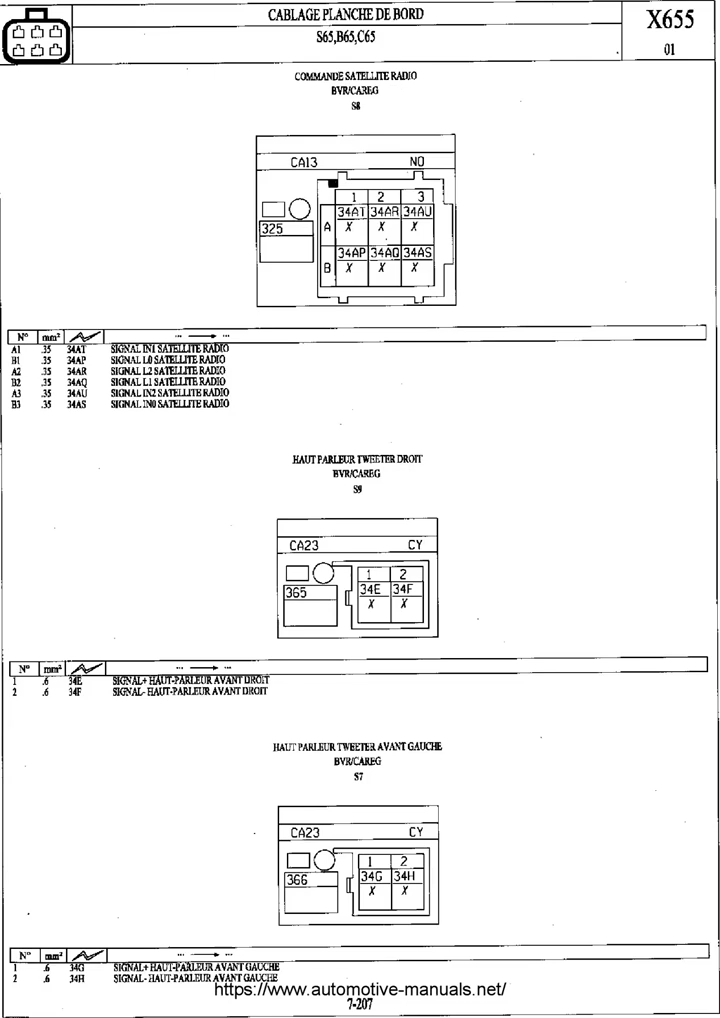 CABLAGE PLANCHE DE BORD
S65,B65,C65
X655
01
COMMANDE SATELLITE RADIO
BVR/CAREG
S8
CA13 NO
1 2 3
34AT 34AR 34AU
A X X X
325
34AP 34AQ 34AS
B X X X
N° mm² ... ...
A1 .35 34AT SIGNAL IN1 SATELLITE RADIO
B1 .35 34AP SIGNAL L0 SATELLITE RADIO
A2 .35 34AR SIGNAL L2 SATELLITE RADIO
B2 .35 34AQ SIGNAL L1 SATELLITE RADIO
A3 .35 34AU SIGNAL IN2 SATELLITE RADIO
B3 .35 34AS SIGNAL IN0 SATELLITE RADIO
HAUT PARLEUR TWEETER DROIT
BVR/CAREG
S9
CA23 CY
1 2
365 34E 34F
X X
N° mm² ... ...
1 .6 34E SIGNAL+ HAUT-PARLEUR AVANT DROIT
2 .6 34F SIGNAL- HAUT-PARLEUR AVANT DROIT
HAUT PARLEUR TWEETER AVANT GAUCHE
BVR/CAREG
S7
CA23 CY
1 2
366 34G 34H
X X
N° mm² ... ...
1 .6 34G SIGNAL+ HAUT-PARLEUR AVANT GAUCHE
2 .6 34H SIGNAL- HAUT-PARLEUR AVANT GAUCHE
https://www.automotive-manuals.net/
7-207